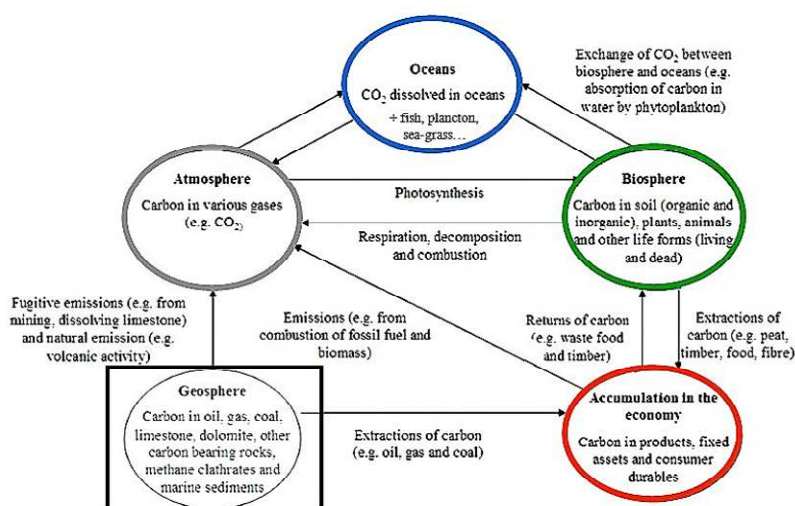 Oceans
CO₂ dissolved in oceans
+ fish, plancton,
sea-grass…
Exchange of CO₂ between
biosphere and oceans (e.g.
absorption of carbon in
water by phytoplankton)
Atmosphere
Carbon in various gases
(e.g. CO₂)
Photosynthesis
Biosphere
Carbon in soil (organic and
inorganic), plants, animals
and other life forms (living
and dead)
Respiration, decomposition
and combustion
Fugitive emissions (e.g. from
mining, dissolving limestone)
and natural emission (e.g.
volcanic activity)
Emissions (e.g. from
combustion of fossil fuel and
biomass)
Returns of carbon
(e.g. waste food
and timber)
Extractions of
carbon (e.g. peat,
timber, food, fibre)
Geosphere
Carbon in oil, gas, coal,
limestone, dolomite, other
carbon bearing rocks,
methane clathrates and
marine sediments
Extractions of carbon
(e.g. oil, gas and coal)
Accumulation in the
economy
Carbon in products, fixed
assets and consumer
durables